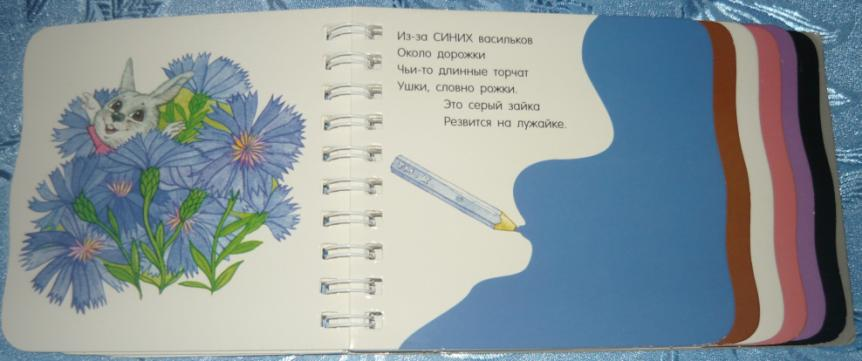 Из-за СИНИХ васильков
Около дорожки
Чьи-то длинные торчат
Ушки, словно рожки.
Это серый зайка
Резвится на лужайке.